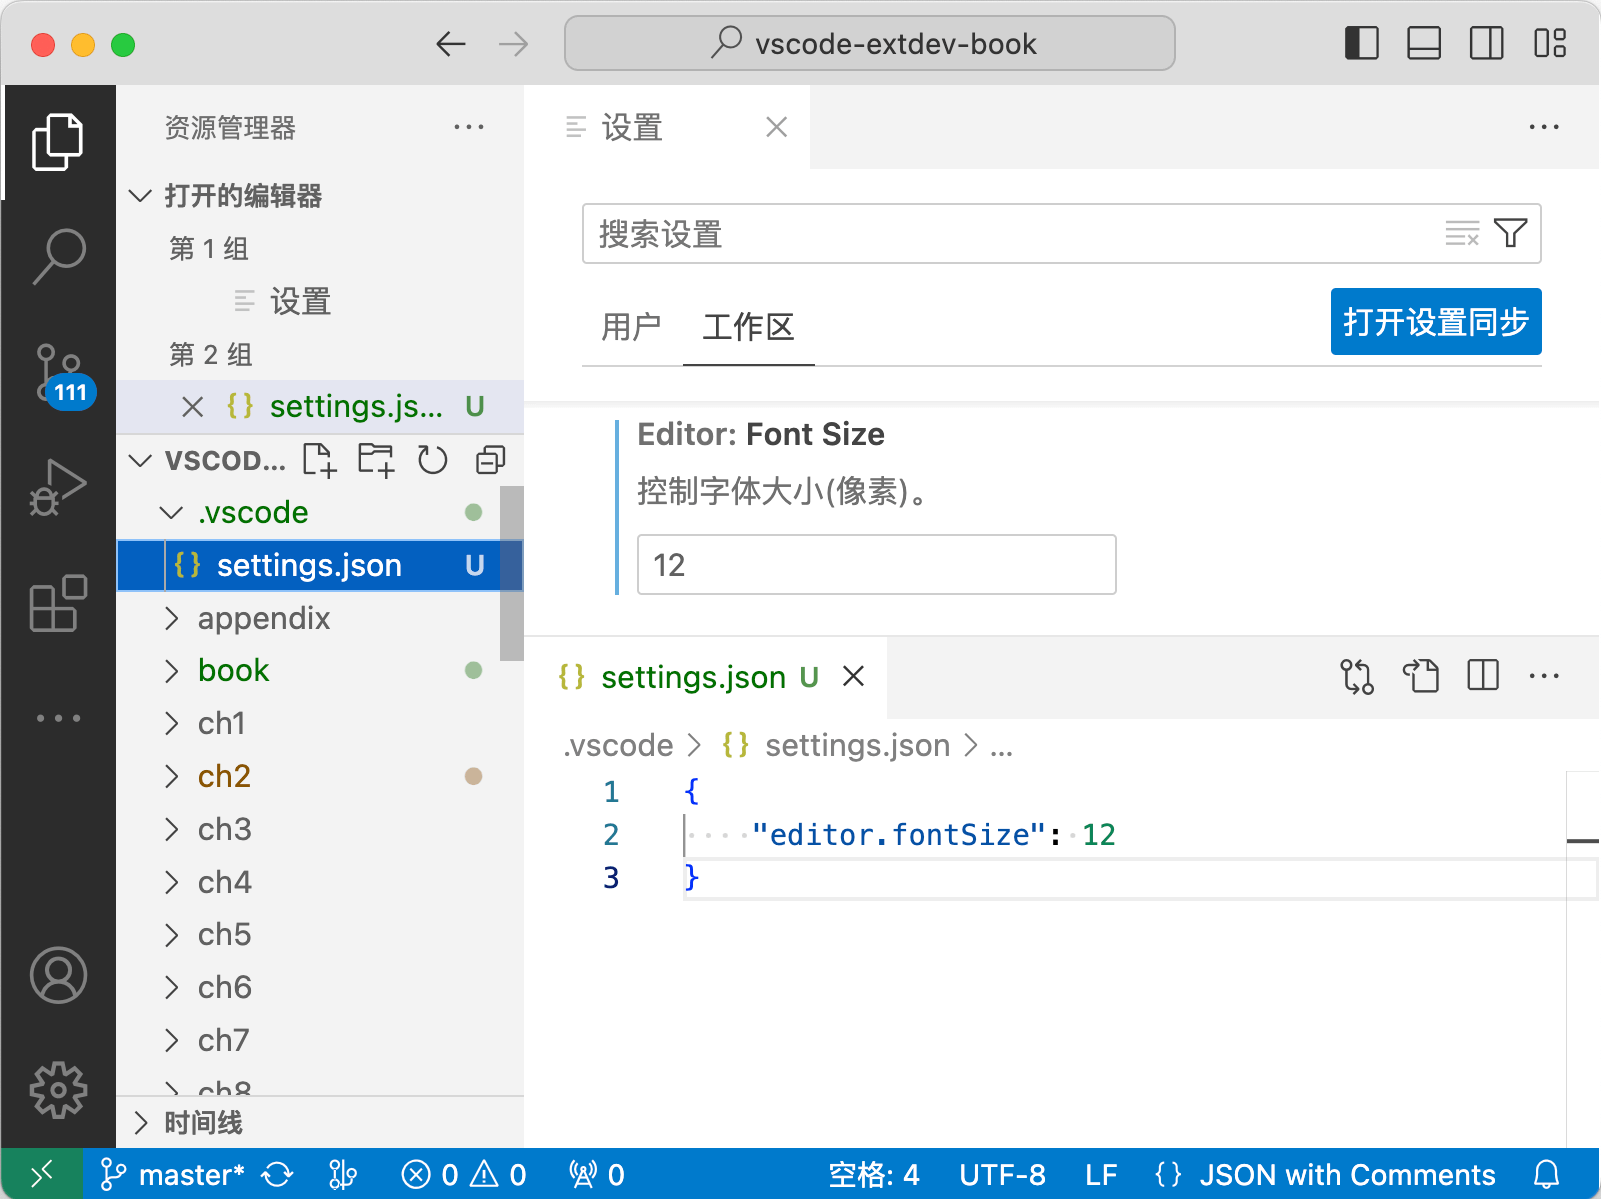 vscode-extdev-book
资源管理器
打开的编辑器
第 1 组
设置
第 2 组
settings.js... U
VSCOD...
.vscode
settings.json U
appendix
book
ch1
ch2
ch3
ch4
ch5
ch6
ch7
ch8
时间线
111
设置
搜索设置
用户 工作区 打开设置同步
Editor: Font Size
控制字体大小(像素)。
12
settings.json U
.vscode > {} settings.json > ...
1 {
2 "editor.fontSize": 12
3 }
master* 0 0 0 空格: 4 UTF-8 LF {} JSON with Comments